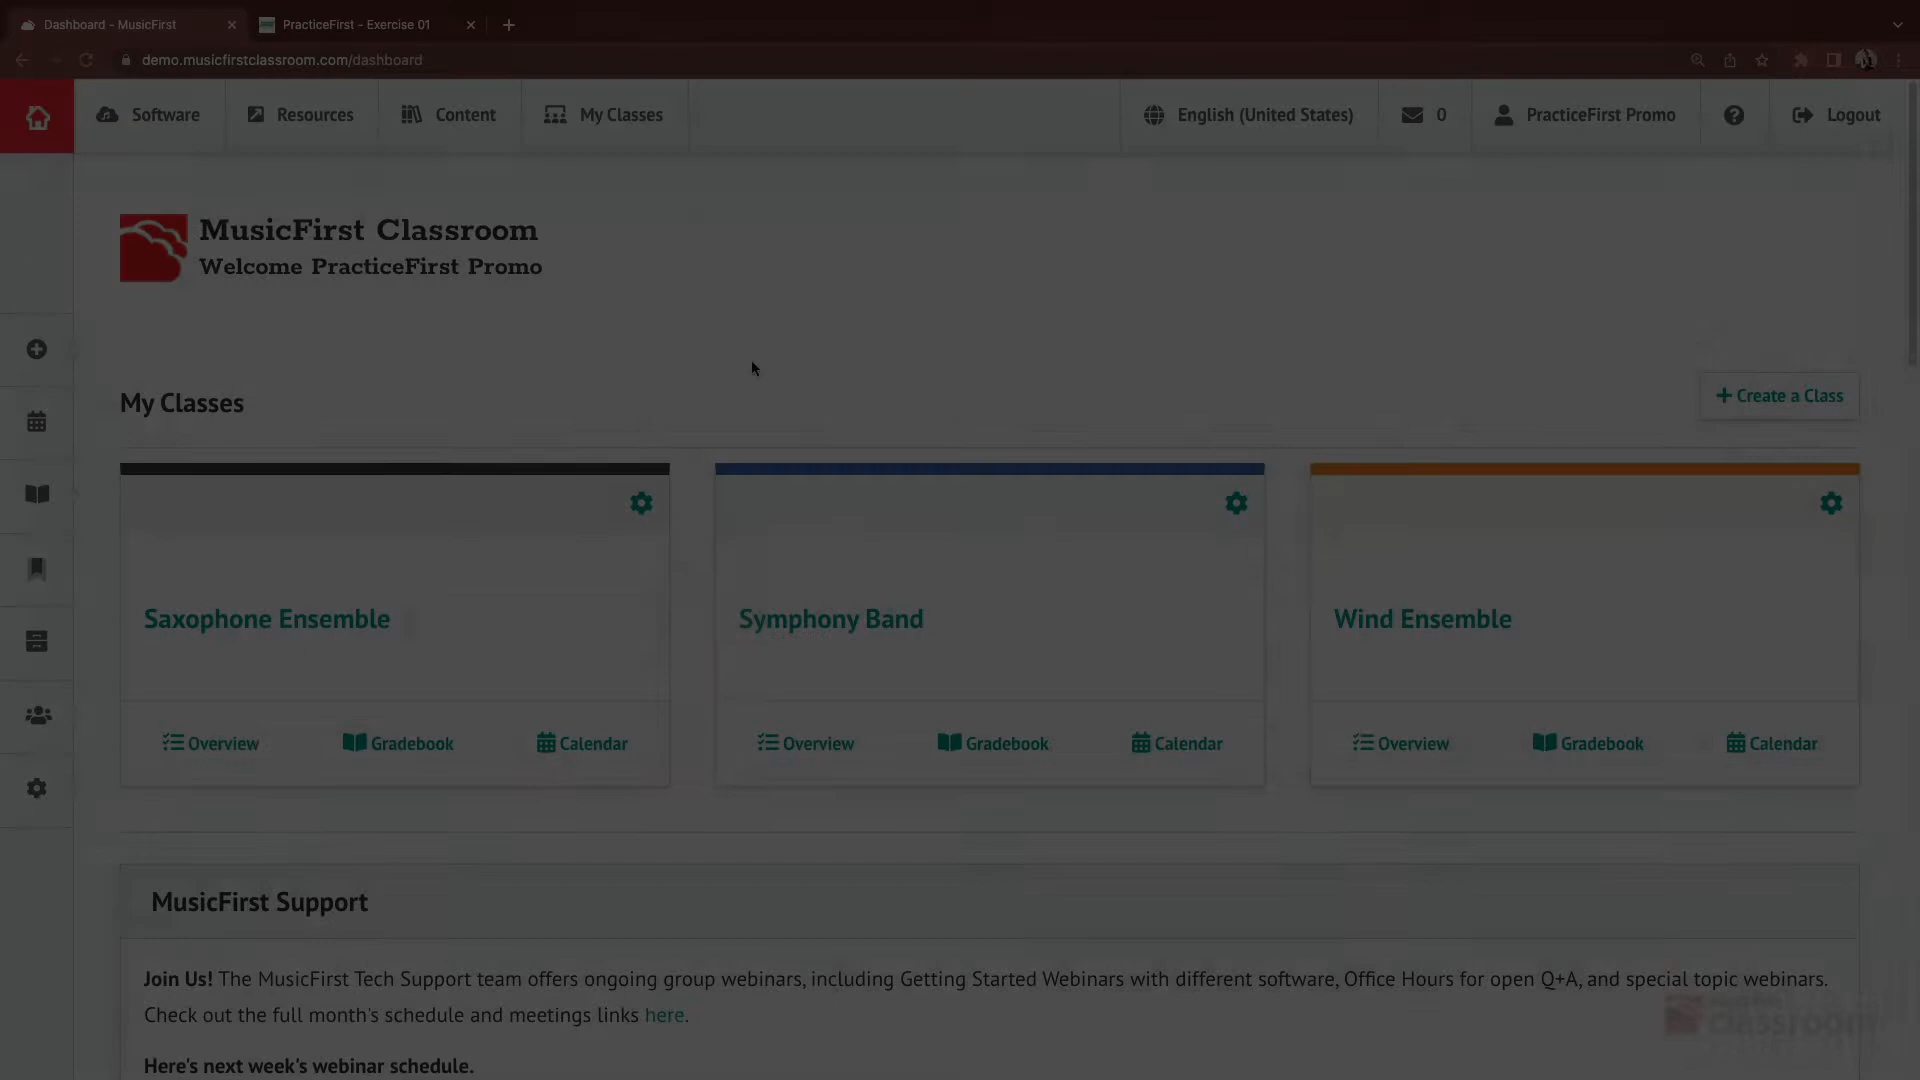 Dashboard - MusicFirst
PracticeFirst - Exercise 01
demo.musicfirstclassroom.com/dashboard
Software
Resources
Content
My Classes
English (United States)
0
PracticeFirst Promo
Logout
MusicFirst Classroom
Welcome PracticeFirst Promo
My Classes
+ Create a Class
Saxophone Ensemble
Symphony Band
Wind Ensemble
Overview
Gradebook
Calendar
Overview
Gradebook
Calendar
Overview
Gradebook
Calendar
MusicFirst Support
Join Us! The MusicFirst Tech Support team offers ongoing group webinars, including Getting Started Webinars with different software, Office Hours for open Q+A, and special topic webinars.
Check out the full month's schedule and meetings links here.
Here's next week's webinar schedule.
classroom